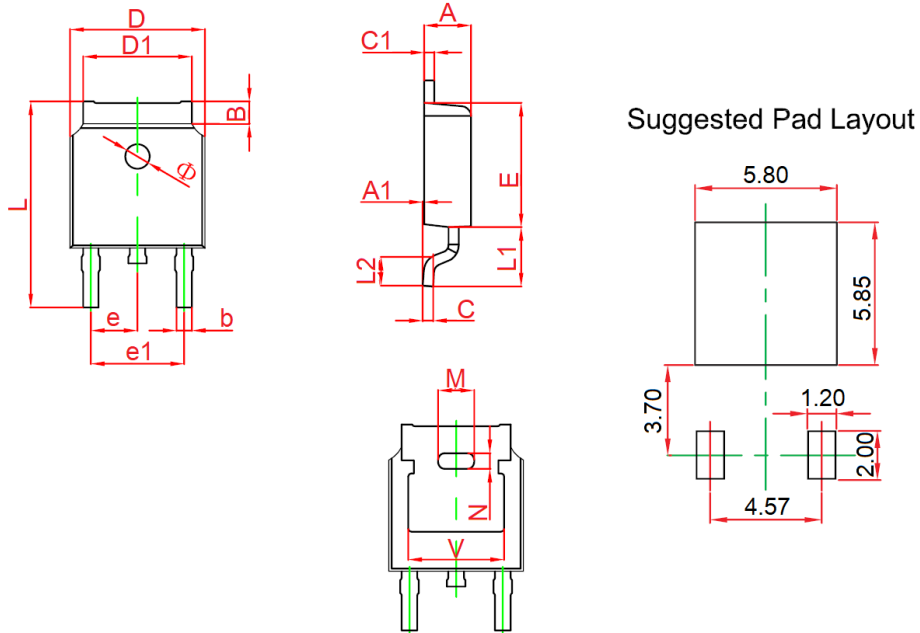 D
D1
B
Φ
L
e
b
e1
A
C1
E
A1
L2
L1
C
M
N
V
Suggested Pad Layout
5.80
5.85
3.70
1.20
2.00
4.57